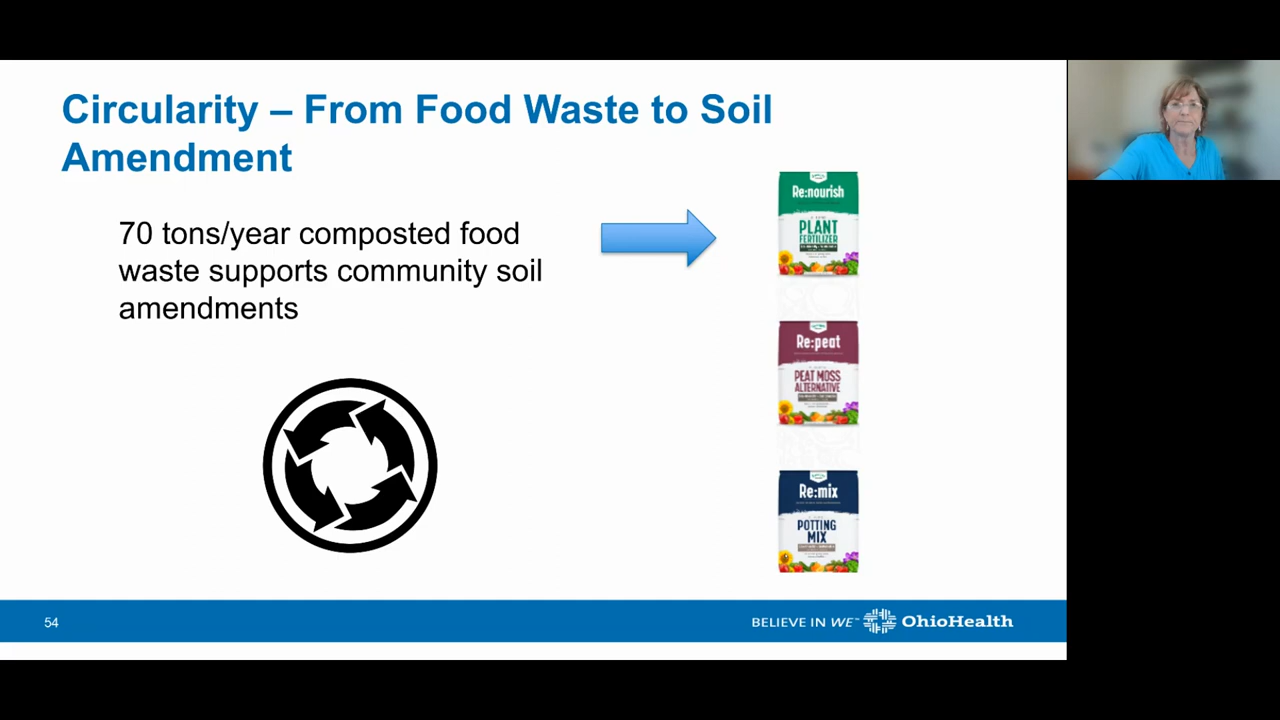 Circularity – From Food Waste to Soil
Amendment
70 tons/year composted food
waste supports community soil
amendments
Re:nourish
PLANT
FERTILIZER
Re:peat
PEAT MOSS
ALTERNATIVE
Re:mix
POTTING
MIX
54
BELIEVE IN WE™ OhioHealth